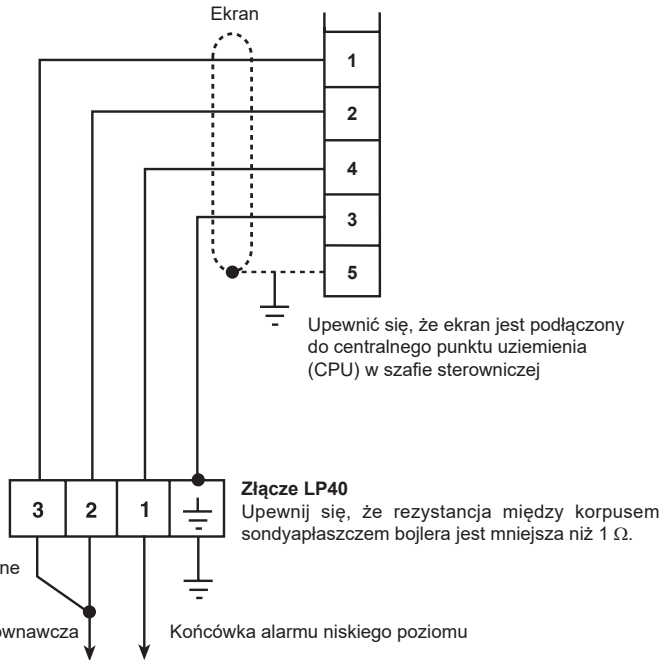 Ekran
1
2
4
3
5
Upewnić się, że ekran jest podłączony
do centralnego punktu uziemienia
(CPU) w szafie sterowniczej
Złącze LP40
3 2 1
Upewnij się, że rezystancja między korpusem
sondyapłaszczem bojlera jest mniejsza niż 1 Ω.
Końcówka alarmu niskiego poziomu